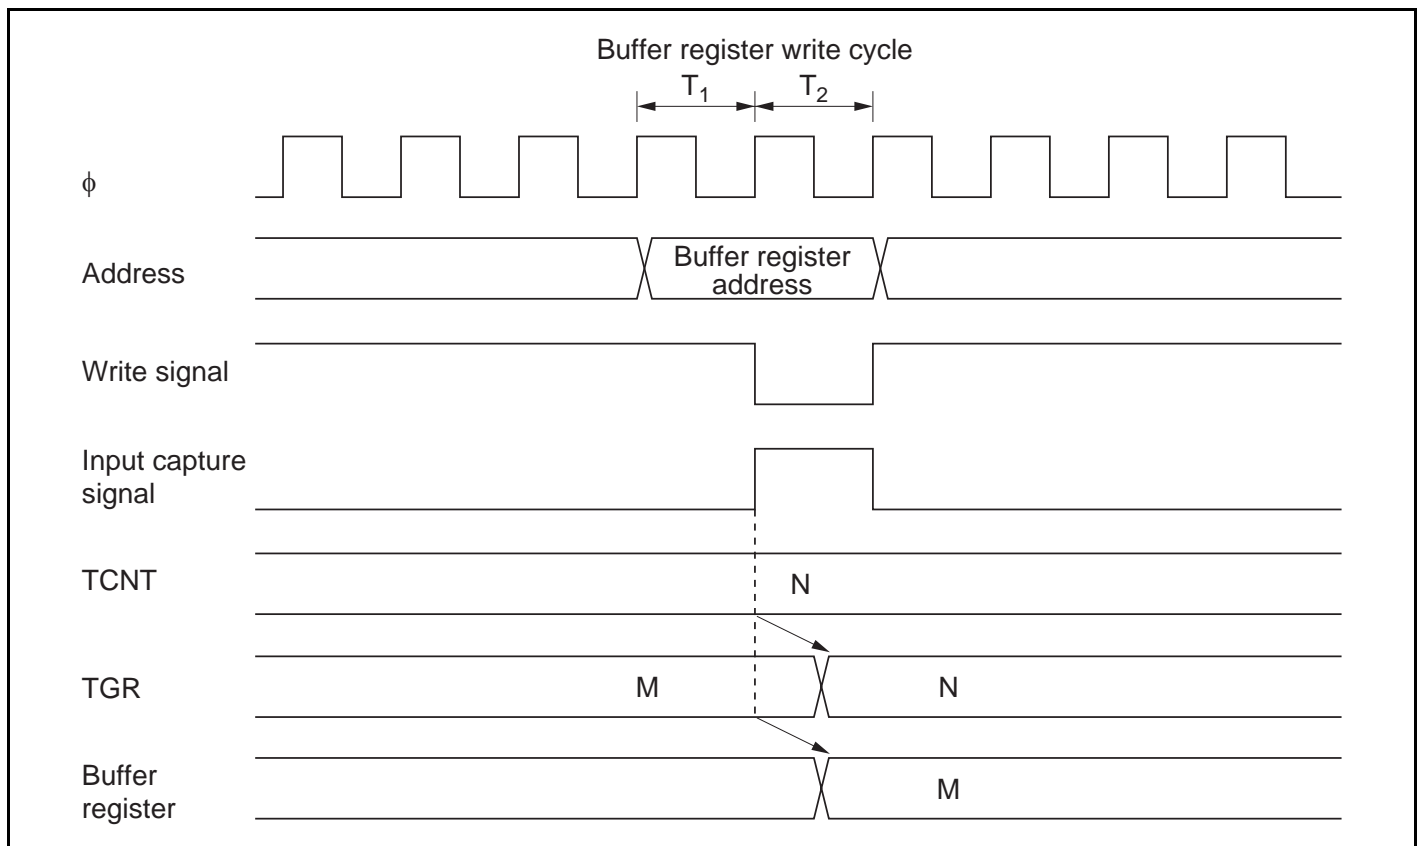 Buffer register write cycle
T1 T2
ϕ
Address
Buffer register
address
Write signal
Input capture
signal
TCNT
N
TGR
M N
Buffer
register
M